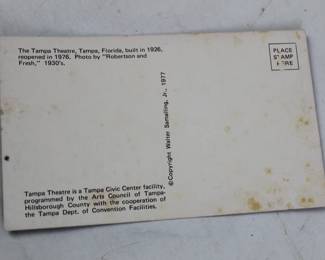 The Tampa Theatre, Tampa, Florida, built in 1926,
reopened in 1976. Photo by "Robertson and
Fresh," 1930's.
PLACE
STAMP
HERE
©Copyright Walter Samaling, Jr., 1977
Tampa Theatre is a Tampa Civic Center facility,
programmed by the Arts Council of Tampa-
Hillsborough County with the cooperation of
the Tampa Dept. of Convention Facilities.